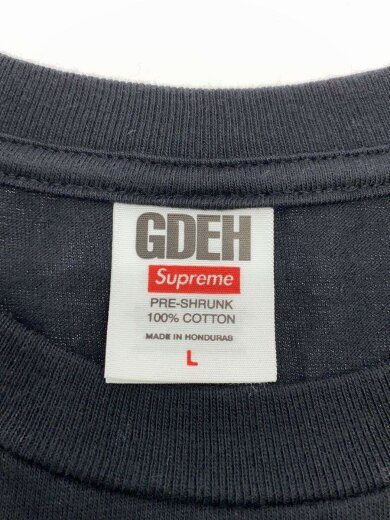 GDEH
Supreme
PRE-SHRUNK
100% COTTON
MADE IN HONDURAS
L